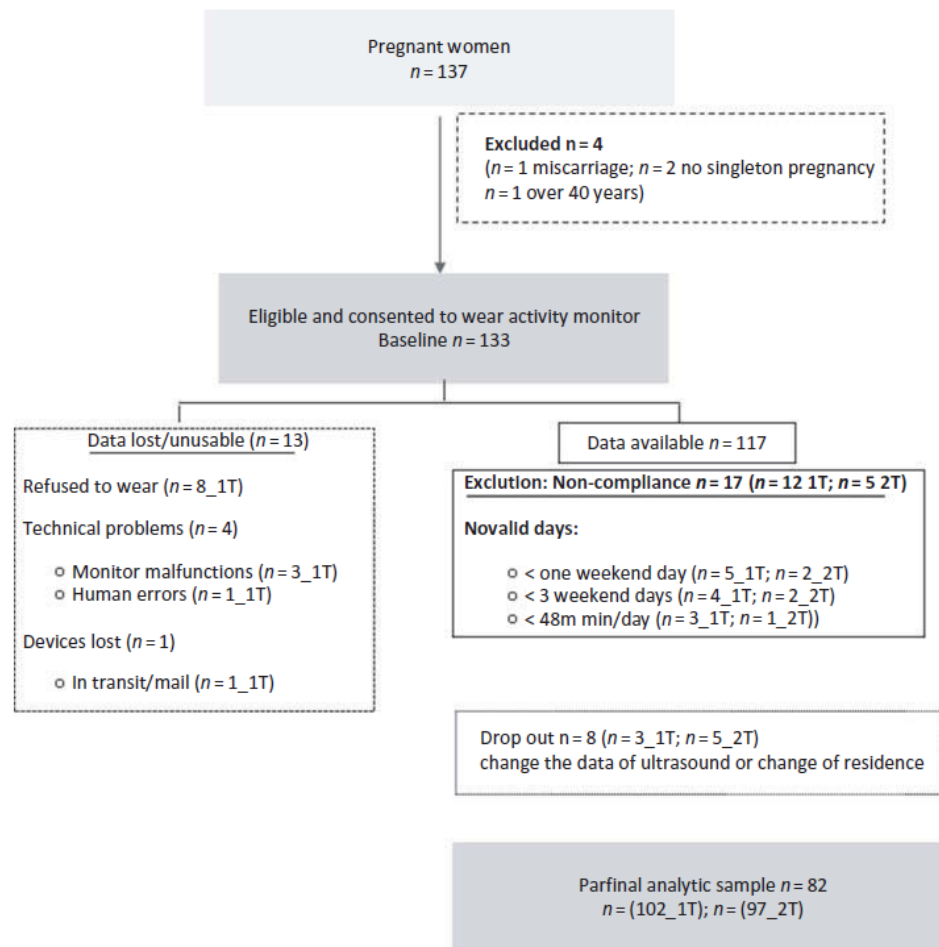 Pregnant women
n = 137
Excluded n = 4
(n = 1 miscarriage; n = 2 no singleton pregnancy
n = 1 over 40 years)
Eligible and consented to wear activity monitor
Baseline n = 133
Data lost/unusable (n = 13)
Refused to wear (n = 8_1T)
Technical problems (n = 4)
Monitor malfunctions (n = 3_1T)
Human errors (n = 1_1T)
Devices lost (n = 1)
In transit/mail (n = 1_1T)
Data available n = 117
Exclution: Non-compliance n = 17 (n = 12 1T; n = 5 2T)
Novalid days:
< one weekend day (n = 5_1T; n = 2_2T)
< 3 weekend days (n = 4_1T; n = 2_2T)
< 48m min/day (n = 3_1T; n = 1_2T))
Drop out n = 8 (n = 3_1T; n = 5_2T)
change the data of ultrasound or change of residence
Parfinal analytic sample n = 82
n = (102_1T); n = (97_2T)